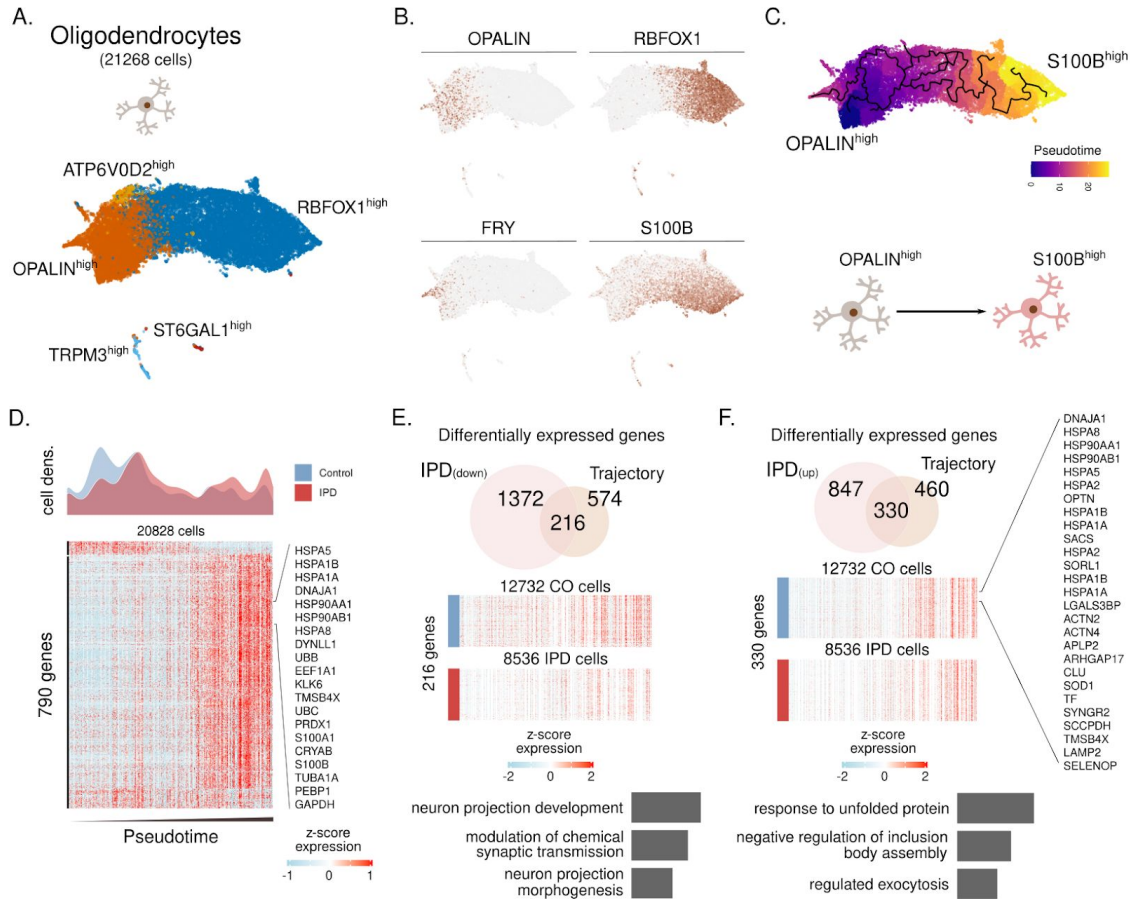 A.
Oligodendrocytes
(21268 cells)
ATP6V0D2high
RBFOX1high
OPALINhigh
ST6GAL1high
TRPM3high
B.
OPALIN
RBFOX1
FRY
S100B
C.
S100Bhigh
OPALINhigh
Pseudotime
0
10
20
OPALINhigh
S100Bhigh
D.
cell dens.
Control
IPD
20828 cells
790 genes
HSPA5
HSPA1B
HSPA1A
DNAJA1
HSP90AA1
HSP90AB1
HSPA8
DYNLL1
UBB
EEF1A1
KLK6
TMSB4X
UBC
PRDX1
S100A1
CRYAB
S100B
TUBA1A
PEBP1
GAPDH
Pseudotime
z-score
expression
-1 0 1
E.
Differentially expressed genes
IPD(down)
Trajectory
1372
574
216
12732 CO cells
216 genes
8536 IPD cells
z-score
expression
-2 0 2
neuron projection development
modulation of chemical
synaptic transmission
neuron projection
morphogenesis
F.
Differentially expressed genes
IPD(up)
Trajectory
847
460
330
12732 CO cells
330 genes
8536 IPD cells
z-score
expression
-2 0 2
response to unfolded protein
negative regulation of inclusion
body assembly
regulated exocytosis
DNAJA1
HSPA8
HSP90AA1
HSP90AB1
HSPA5
HSPA2
OPTN
HSPA1B
HSPA1A
SACS
HSPA2
SORL1
HSPA1B
HSPA1A
LGALS3BP
ACTN2
ACTN4
APLP2
ARHGAP17
CLU
SOD1
TF
SYNGR2
SCCPDH
TMSB4X
LAMP2
SELENOP